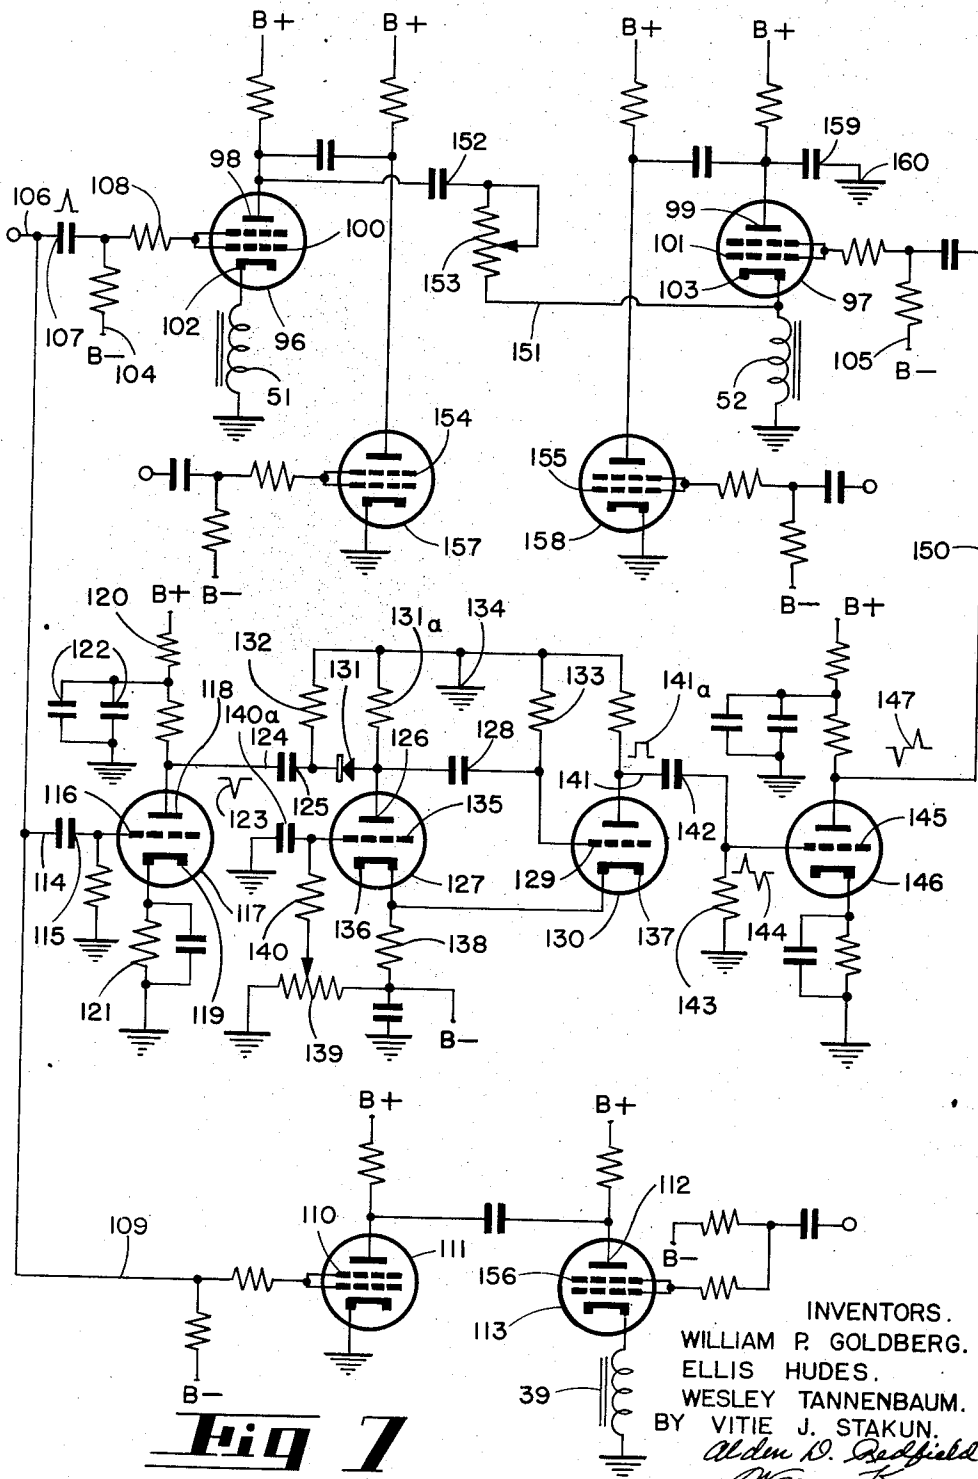 B+ B+ B+ B+
152 159
98 160
106 108 99
100 101
153 103
102
107 96 97
B- 104 151 105 B-
51 52
154
155
157 158
150
B- B- B+
120 B+
131a 134
132 131 133
122 141a
118 147
140a
124 126 128
125 141
116 123 135 142 145
127 129
114 117 146
115 136 130 137 144
140 138
143
121 119
139 B-
B+ B+
112
110
109 111 B-
156
113
B- 39
INVENTORS.
WILLIAM P. GOLDBERG.
ELLIS HUDES.
WESLEY TANNENBAUM.
BY VITIE J. STAKUN.
Alden D. Redfield
Fig 7